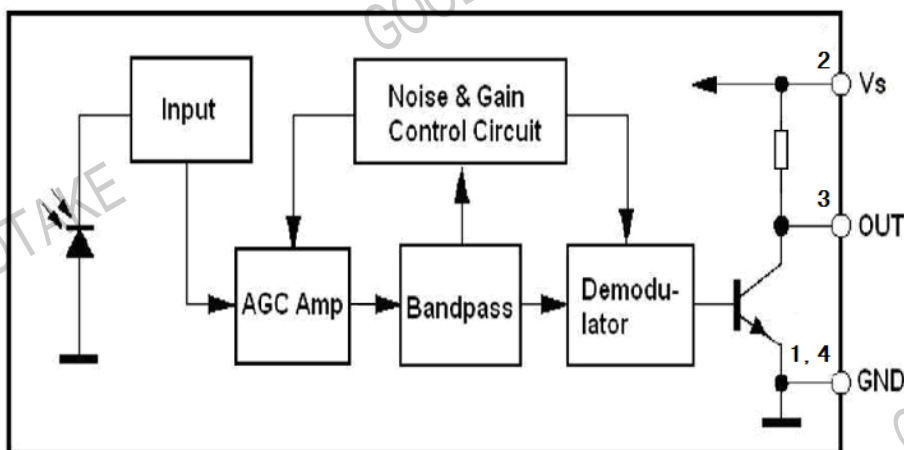 2
Vs
Input
Noise & Gain
Control Circuit
3
OUT
AGC Amp
Bandpass
Demodu-
lator
1, 4
GND